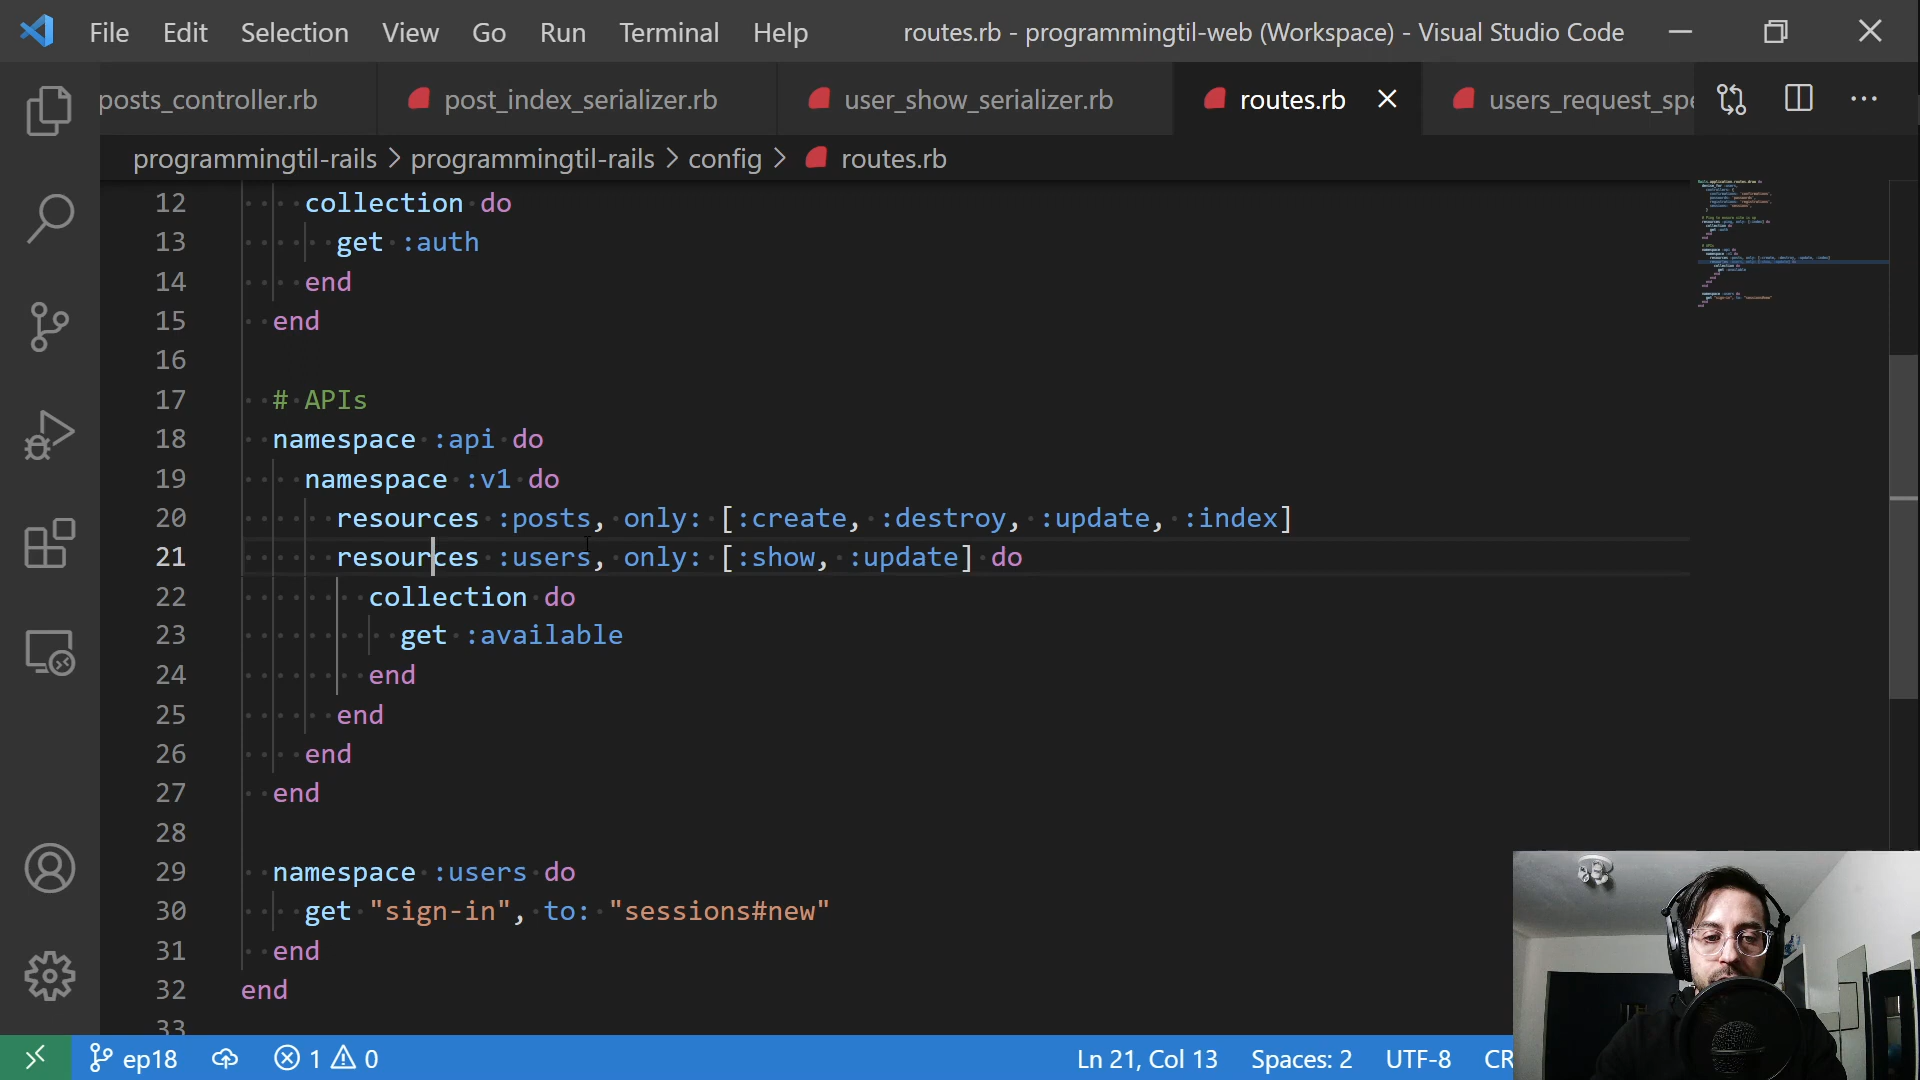 File Edit Selection View Go Run Terminal Help routes.rb - programmingtil-web (Workspace) - Visual Studio Code
posts_controller.rb post_index_serializer.rb user_show_serializer.rb routes.rb users_request_spe
programmingtil-rails > programmingtil-rails > config > routes.rb
12 collection do
13 get :auth
14 end
15 end
16
17 # APIs
18 namespace :api do
19 namespace :v1 do
20 resources :posts, only: [:create, :destroy, :update, :index]
21 resources :users, only: [:show, :update] do
22 collection do
23 get :available
24 end
25 end
26 end
27 end
28
29 namespace :users do
30 get "sign-in", to: "sessions#new"
31 end
32 end
33
ep18 1 0 Ln 21, Col 13 Spaces: 2 UTF-8 CR